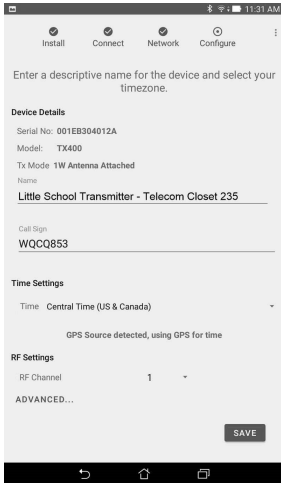 11:31 AM
Install Connect Network Configure
Enter a descriptive name for the device and select your
timezone.
Device Details
Serial No: 001EB304012A
Model: TX400
Tx Mode 1W Antenna Attached
Name
Little School Transmitter - Telecom Closet 235
Call Sign
WQCQ853
Time Settings
Time Central Time (US & Canada)
GPS Source detected, using GPS for time
RF Settings
RF Channel 1
ADVANCED...
SAVE